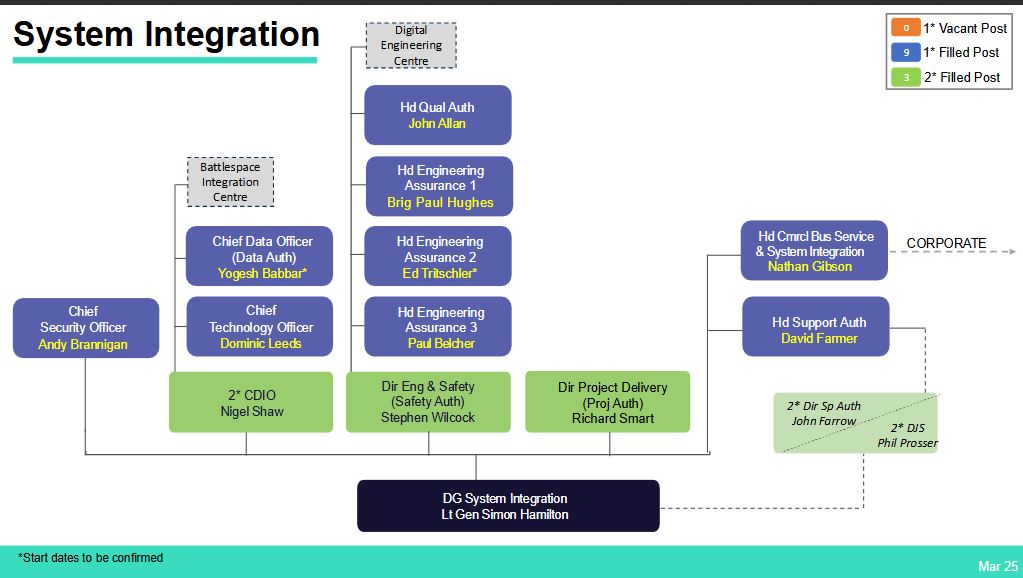 System Integration
Digital
Engineering
Centre
0 1* Vacant Post
9 1* Filled Post
3 2* Filled Post
Hd Qual Auth
John Allan
Battlespace
Integration
Centre
Hd Engineering
Assurance 1
Brig Paul Hughes
Chief Data Officer
(Data Auth)
Yogesh Babbar*
Hd Engineering
Assurance 2
Ed Tritschler*
Hd Cmrcl Bus Service
& System Integration
Nathan Gibson
CORPORATE
Chief
Security Officer
Andy Brannigan
Chief
Technology Officer
Dominic Leeds
Hd Engineering
Assurance 3
Paul Belcher
Hd Support Auth
David Farmer
2* CDIO
Nigel Shaw
Dir Eng & Safety
(Safety Auth)
Stephen Wilcock
Dir Project Delivery
(Proj Auth)
Richard Smart
2* Dir Sp Auth
John Farrow
2* DJS
Phil Prosser
DG System Integration
Lt Gen Simon Hamilton
*Start dates to be confirmed
Mar 25